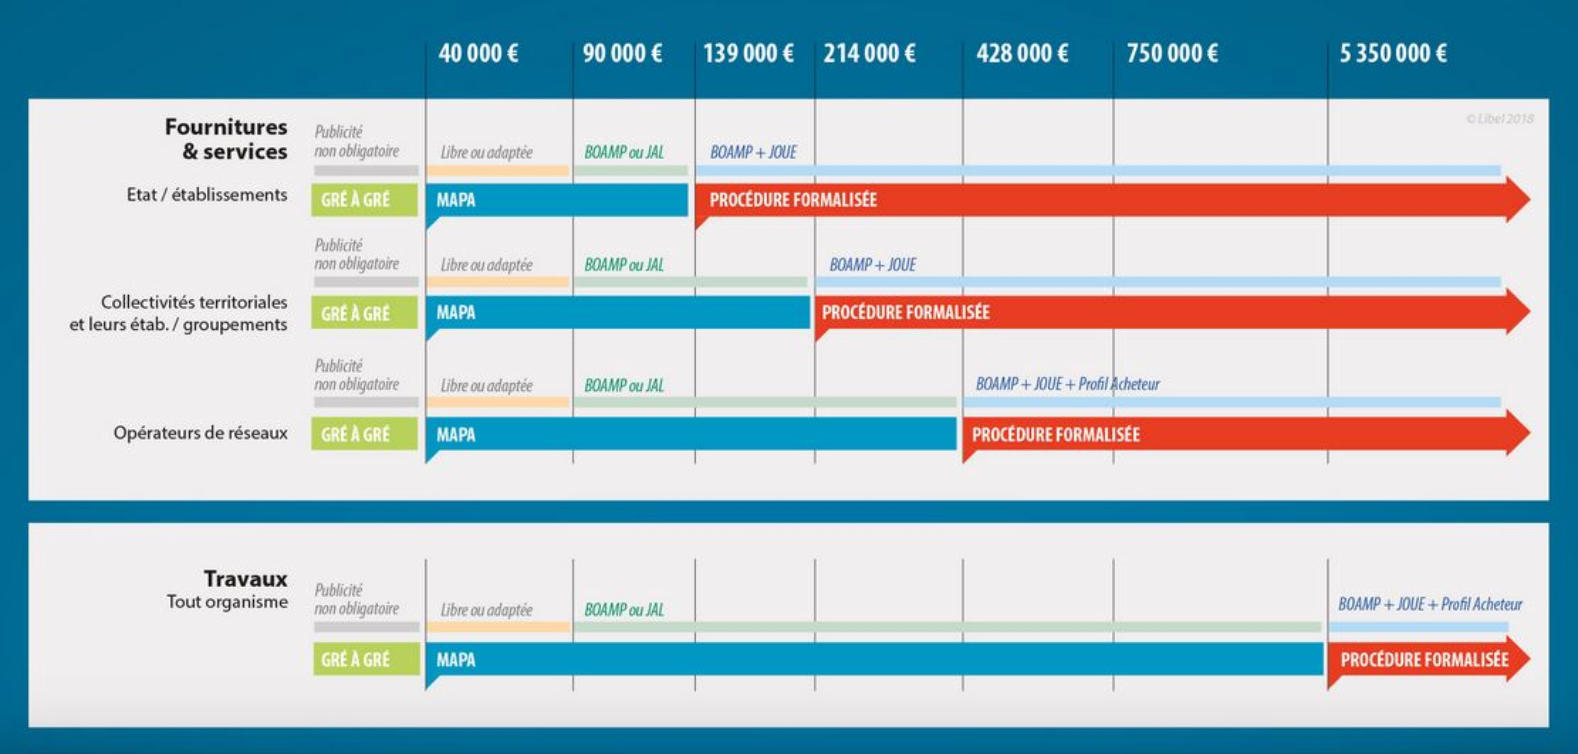 40 000 € 90 000 € 139 000 € 214 000 € 428 000 € 750 000 € 5 350 000 €
© Libel 2018
Fournitures
& services
Publicité
non obligatoire
Libre ou adaptée
BOAMP ou JAL
BOAMP + JOUE
Etat / établissements
GRÉ À GRÉ
MAPA
PROCÉDURE FORMALISÉE
Publicité
non obligatoire
Libre ou adaptée
BOAMP ou JAL
BOAMP + JOUE
Collectivités territoriales
et leurs étab. / groupements
GRÉ À GRÉ
MAPA
PROCÉDURE FORMALISÉE
Publicité
non obligatoire
Libre ou adaptée
BOAMP ou JAL
BOAMP + JOUE + Profil Acheteur
Opérateurs de réseaux
GRÉ À GRÉ
MAPA
PROCÉDURE FORMALISÉE
Travaux
Tout organisme
Publicité
non obligatoire
Libre ou adaptée
BOAMP ou JAL
BOAMP + JOUE + Profil Acheteur
GRÉ À GRÉ
MAPA
PROCÉDURE FORMALISÉE